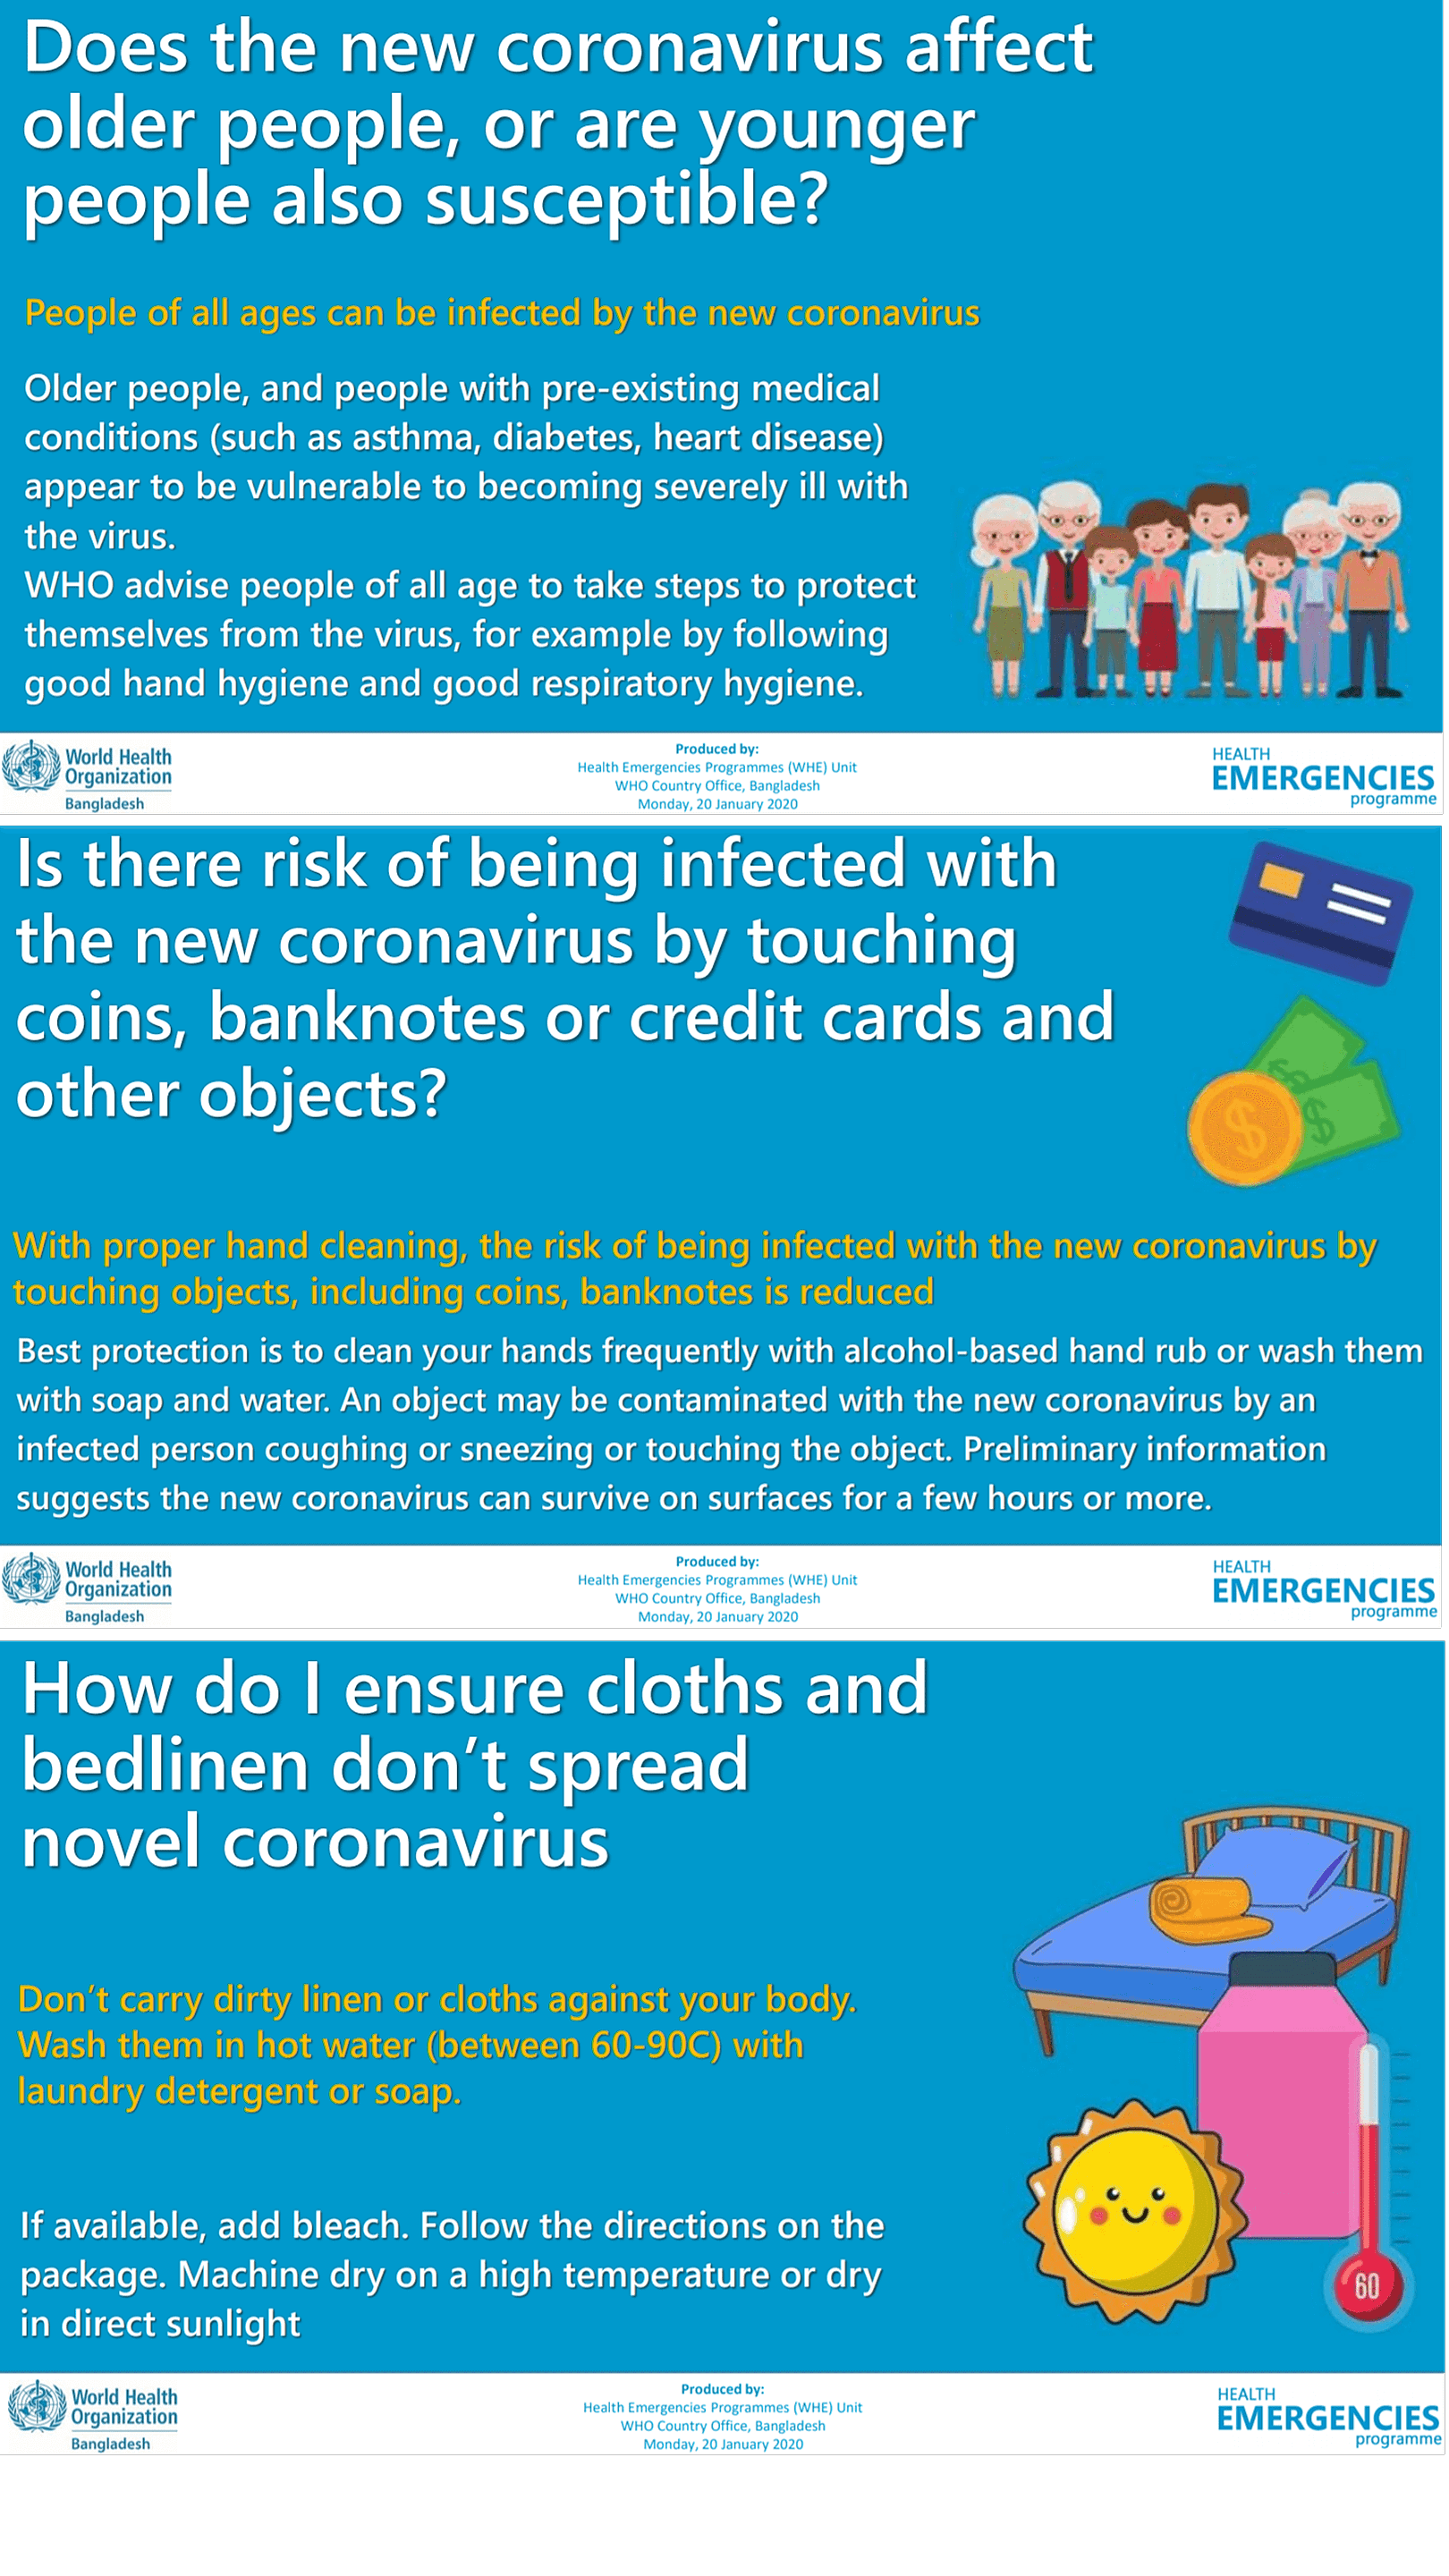 Does the new coronavirus affect
older people, or are younger
people also susceptible?
People of all ages can be infected by the new coronavirus
Older people, and people with pre-existing medical
conditions (such as asthma, diabetes, heart disease)
appear to be vulnerable to becoming severely ill with
the virus.
WHO advise people of all age to take steps to protect
themselves from the virus, for example by following
good hand hygiene and good respiratory hygiene.
World Health
Organization
Bangladesh
Produced by:
Health Emergencies Programmes (WHE) Unit
WHO Country Office, Bangladesh
Monday, 20 January 2020
HEALTH
EMERGENCIES
programme
Is there risk of being infected with
the new coronavirus by touching
coins, banknotes or credit cards and
other objects?
$
$
$
With proper hand cleaning, the risk of being infected with the new coronavirus by
touching objects, including coins, banknotes is reduced
Best protection is to clean your hands frequently with alcohol-based hand rub or wash them
with soap and water. An object may be contaminated with the new coronavirus by an
infected person coughing or sneezing or touching the object. Preliminary information
suggests the new coronavirus can survive on surfaces for a few hours or more.
World Health
Organization
Bangladesh
Produced by:
Health Emergencies Programmes (WHE) Unit
WHO Country Office, Bangladesh
Monday, 20 January 2020
HEALTH
EMERGENCIES
programme
How do I ensure cloths and
bedlinen don’t spread
novel coronavirus
Don’t carry dirty linen or cloths against your body.
Wash them in hot water (between 60-90C) with
laundry detergent or soap.
If available, add bleach. Follow the directions on the
package. Machine dry on a high temperature or dry
in direct sunlight
60
World Health
Organization
Bangladesh
Produced by:
Health Emergencies Programmes (WHE) Unit
WHO Country Office, Bangladesh
Monday, 20 January 2020
HEALTH
EMERGENCIES
programme